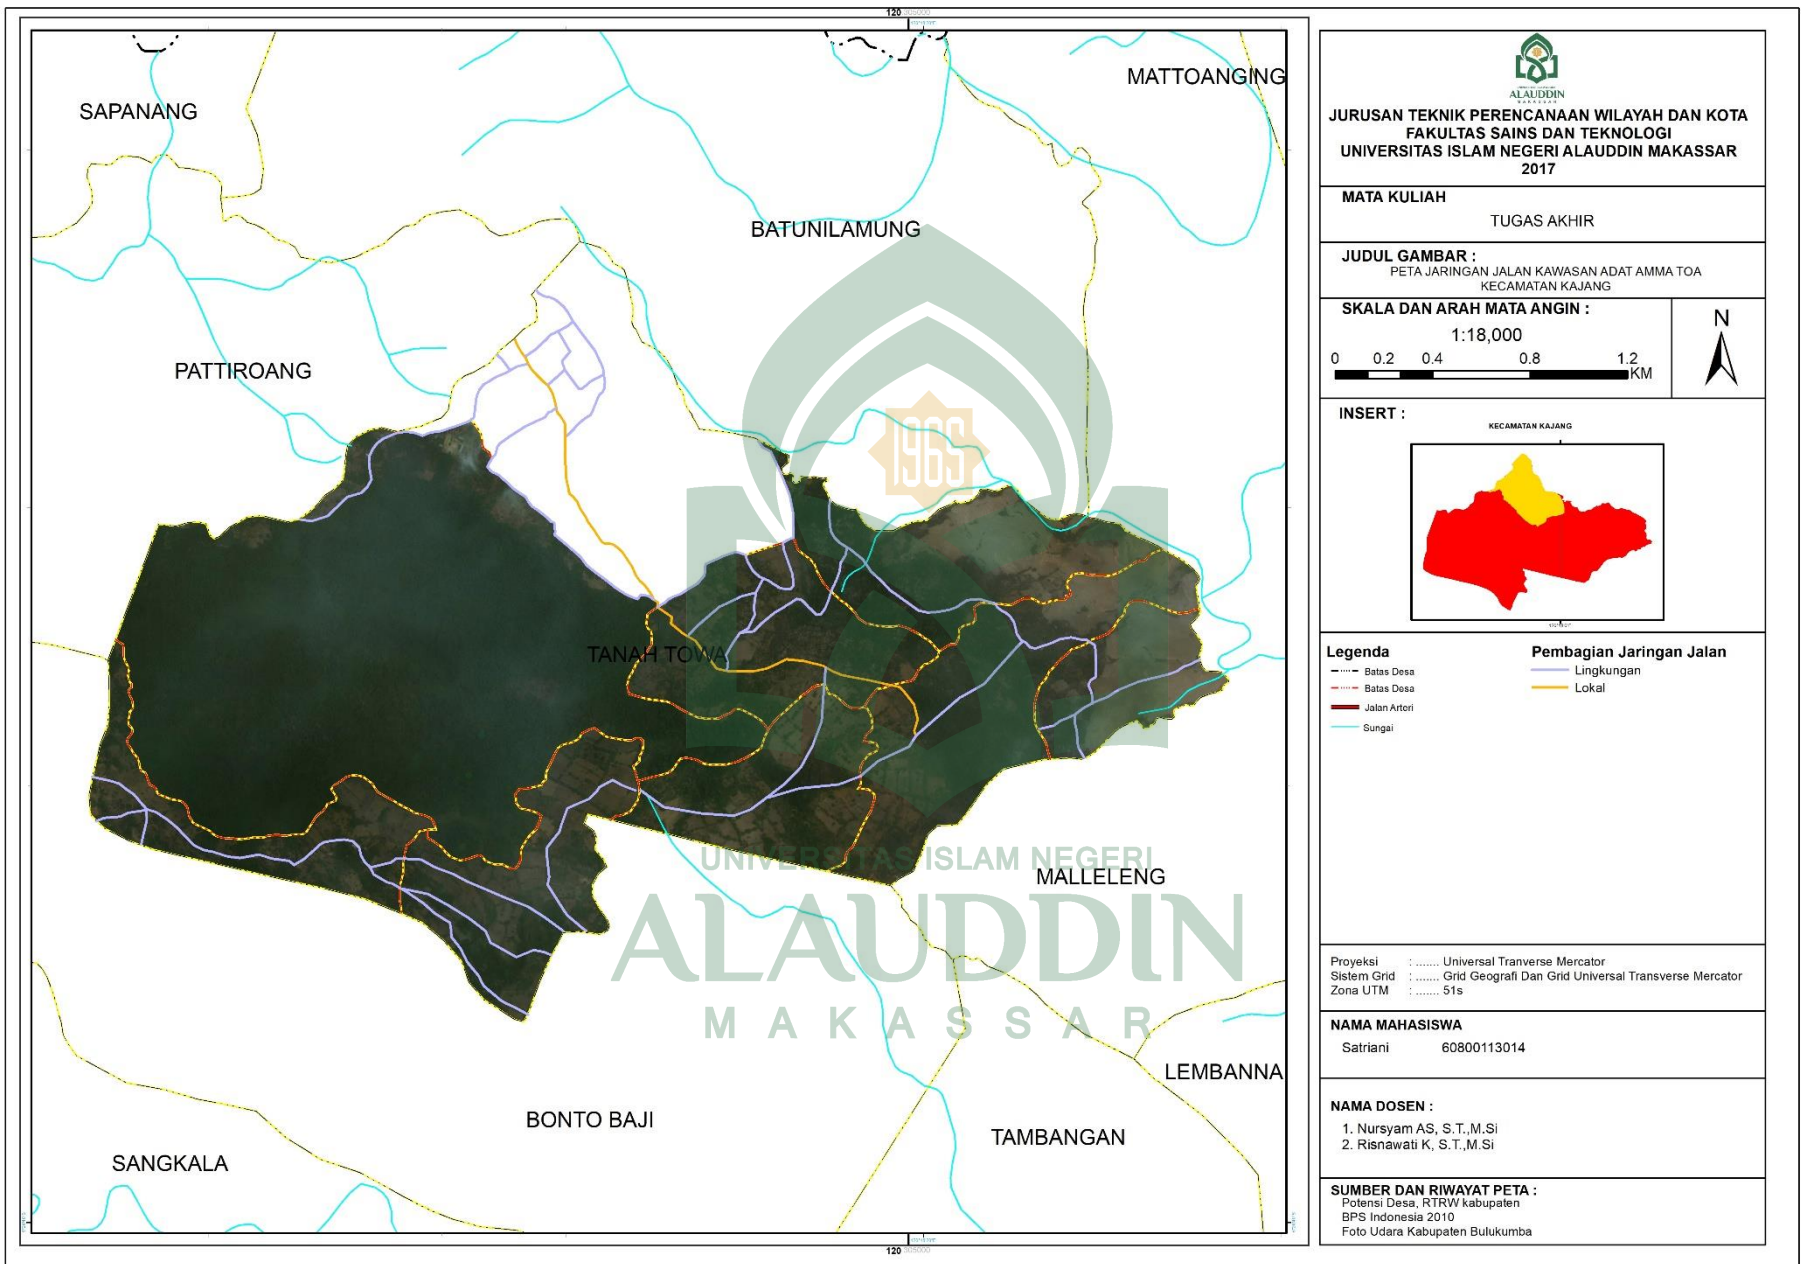 120
SAPANANG
MATTOANGING
BATUNILAMUNG
PATTIROANG
TANAH TOWA
MALLELENG
LEMBANNA
BONTO BAJI
TAMBANGAN
SANGKALA
120
1965
UNIVERSITAS ISLAM NEGERI
ALAUDDIN
MAKASSAR
ALAUDDIN
JURUSAN TEKNIK PERENCANAAN WILAYAH DAN KOTA
FAKULTAS SAINS DAN TEKNOLOGI
UNIVERSITAS ISLAM NEGERI ALAUDDIN MAKASSAR
2017
MATA KULIAH
TUGAS AKHIR
JUDUL GAMBAR :
PETA JARINGAN JALAN KAWASAN ADAT AMMA TOA
KECAMATAN KAJANG
SKALA DAN ARAH MATA ANGIN :
1:18,000
0 0.2 0.4 0.8 1.2
KM
N
INSERT :
KECAMATAN KAJANG
Legenda
Batas Desa
Batas Desa
Jalan Arteri
Sungai
Pembagian Jaringan Jalan
Lingkungan
Lokal
Proyeksi : ....... Universal Tranverse Mercator
Sistem Grid : ....... Grid Geografi Dan Grid Universal Transverse Mercator
Zona UTM : ....... 51s
NAMA MAHASISWA
Satriani 60800113014
NAMA DOSEN :
1. Nursyam AS, S.T.,M.Si
2. Risnawati K, S.T.,M.Si
SUMBER DAN RIWAYAT PETA :
Potensi Desa, RTRW kabupaten
BPS Indonesia 2010
Foto Udara Kabupaten Bulukumba